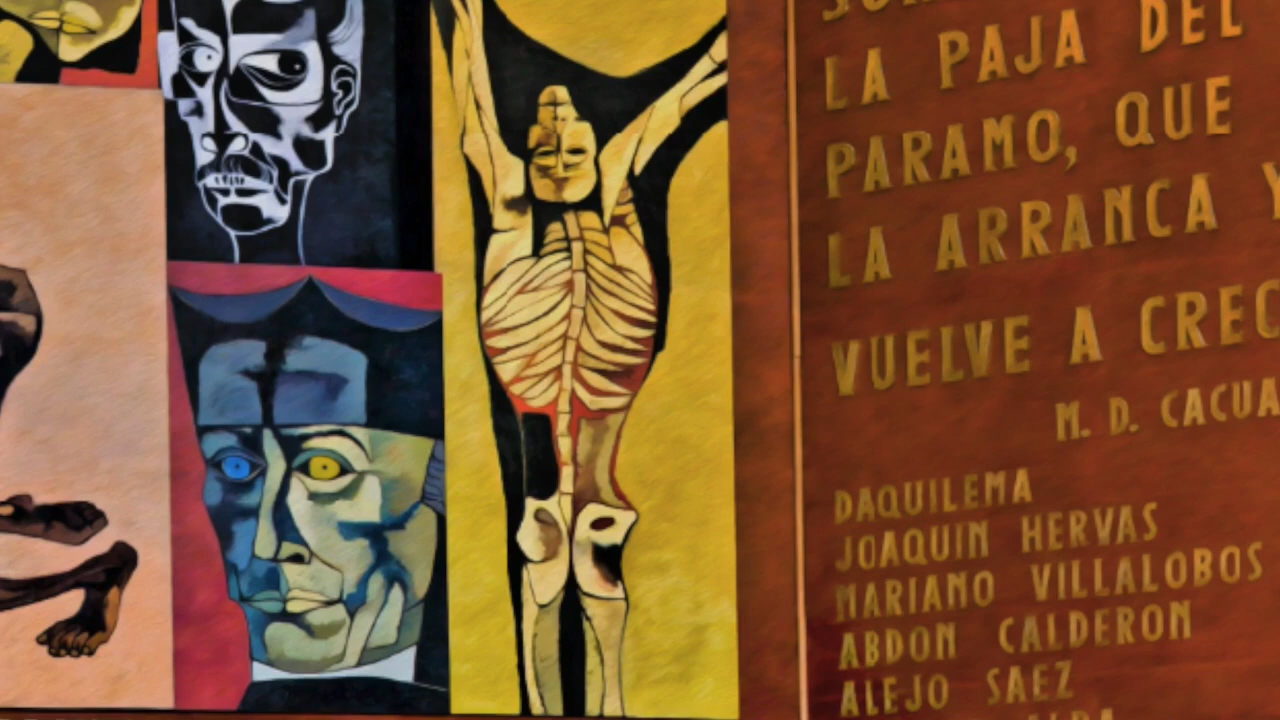 LA PAJA DEL
PARAMO, QUE
LA ARRANCA Y
VUELVE A CREC
M. D. CACUA
DAQUILEMA
JOAQUIN HERVAS
MARIANO VILLALOBOS
ABDON CALDERON
ALEJO SAEZ